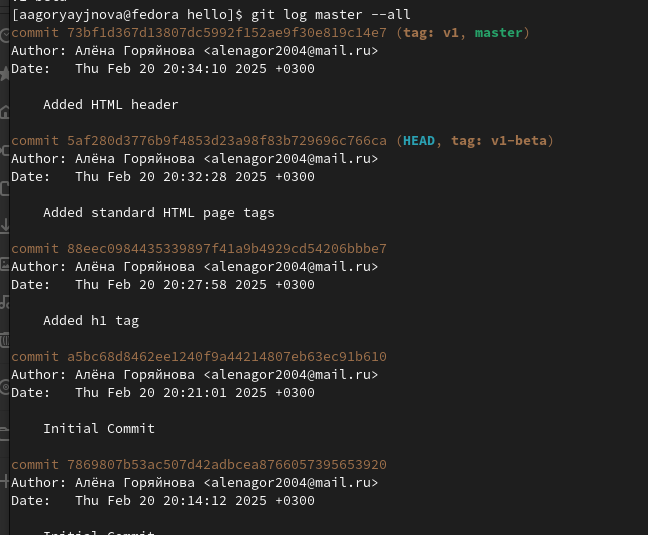 [aagoryayjnova@fedora hello]$ git log master --all
commit 73bf1d367d13807dc5992f152ae9f30e819c14e7 (tag: v1, master)
Author: Алёна Горяйнова <alenagor2004@mail.ru>
Date:   Thu Feb 20 20:34:10 2025 +0300
Added HTML header
commit 5af280d3776b9f4853d23a98f83b729696c766ca (HEAD, tag: v1-beta)
Author: Алёна Горяйнова <alenagor2004@mail.ru>
Date:   Thu Feb 20 20:32:28 2025 +0300
Added standard HTML page tags
commit 88eec0984435339897f41a9b4929cd54206bbbe7
Author: Алёна Горяйнова <alenagor2004@mail.ru>
Date:   Thu Feb 20 20:27:58 2025 +0300
Added h1 tag
commit a5bc68d8462ee1240f9a44214807eb63ec91b610
Author: Алёна Горяйнова <alenagor2004@mail.ru>
Date:   Thu Feb 20 20:21:01 2025 +0300
Initial Commit
commit 7869807b53ac507d42adbcea8766057395653920
Author: Алёна Горяйнова <alenagor2004@mail.ru>
Date:   Thu Feb 20 20:14:12 2025 +0300
Initial Commit